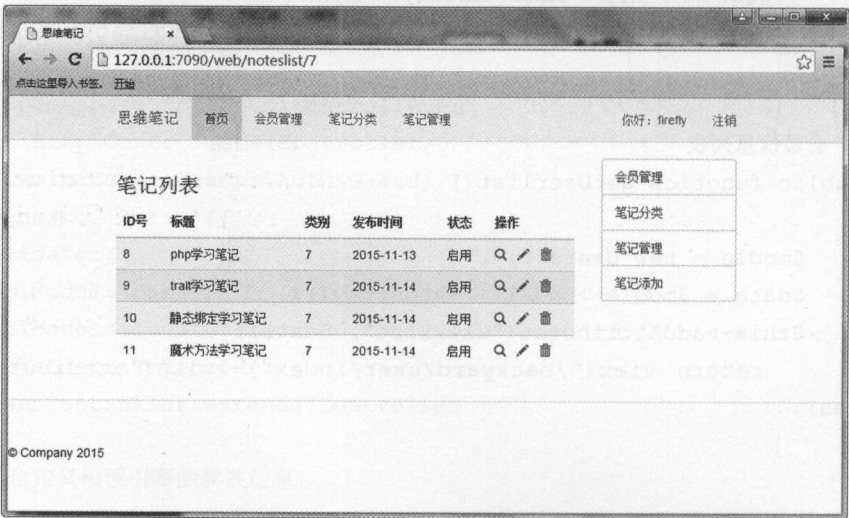 思维笔记
127.0.0.1:7090/web/noteslist/7
点击这里导入书签。 开始
思维笔记 首页 会员管理 笔记分类 笔记管理 你好：firefly 注销
笔记列表
ID号 标题 类别 发布时间 状态 操作
8 php学习笔记 7 2015-11-13 启用
9 trait学习笔记 7 2015-11-14 启用
10 静态绑定学习笔记 7 2015-11-14 启用
11 魔术方法学习笔记 7 2015-11-14 启用
会员管理
笔记分类
笔记管理
笔记添加
© Company 2015